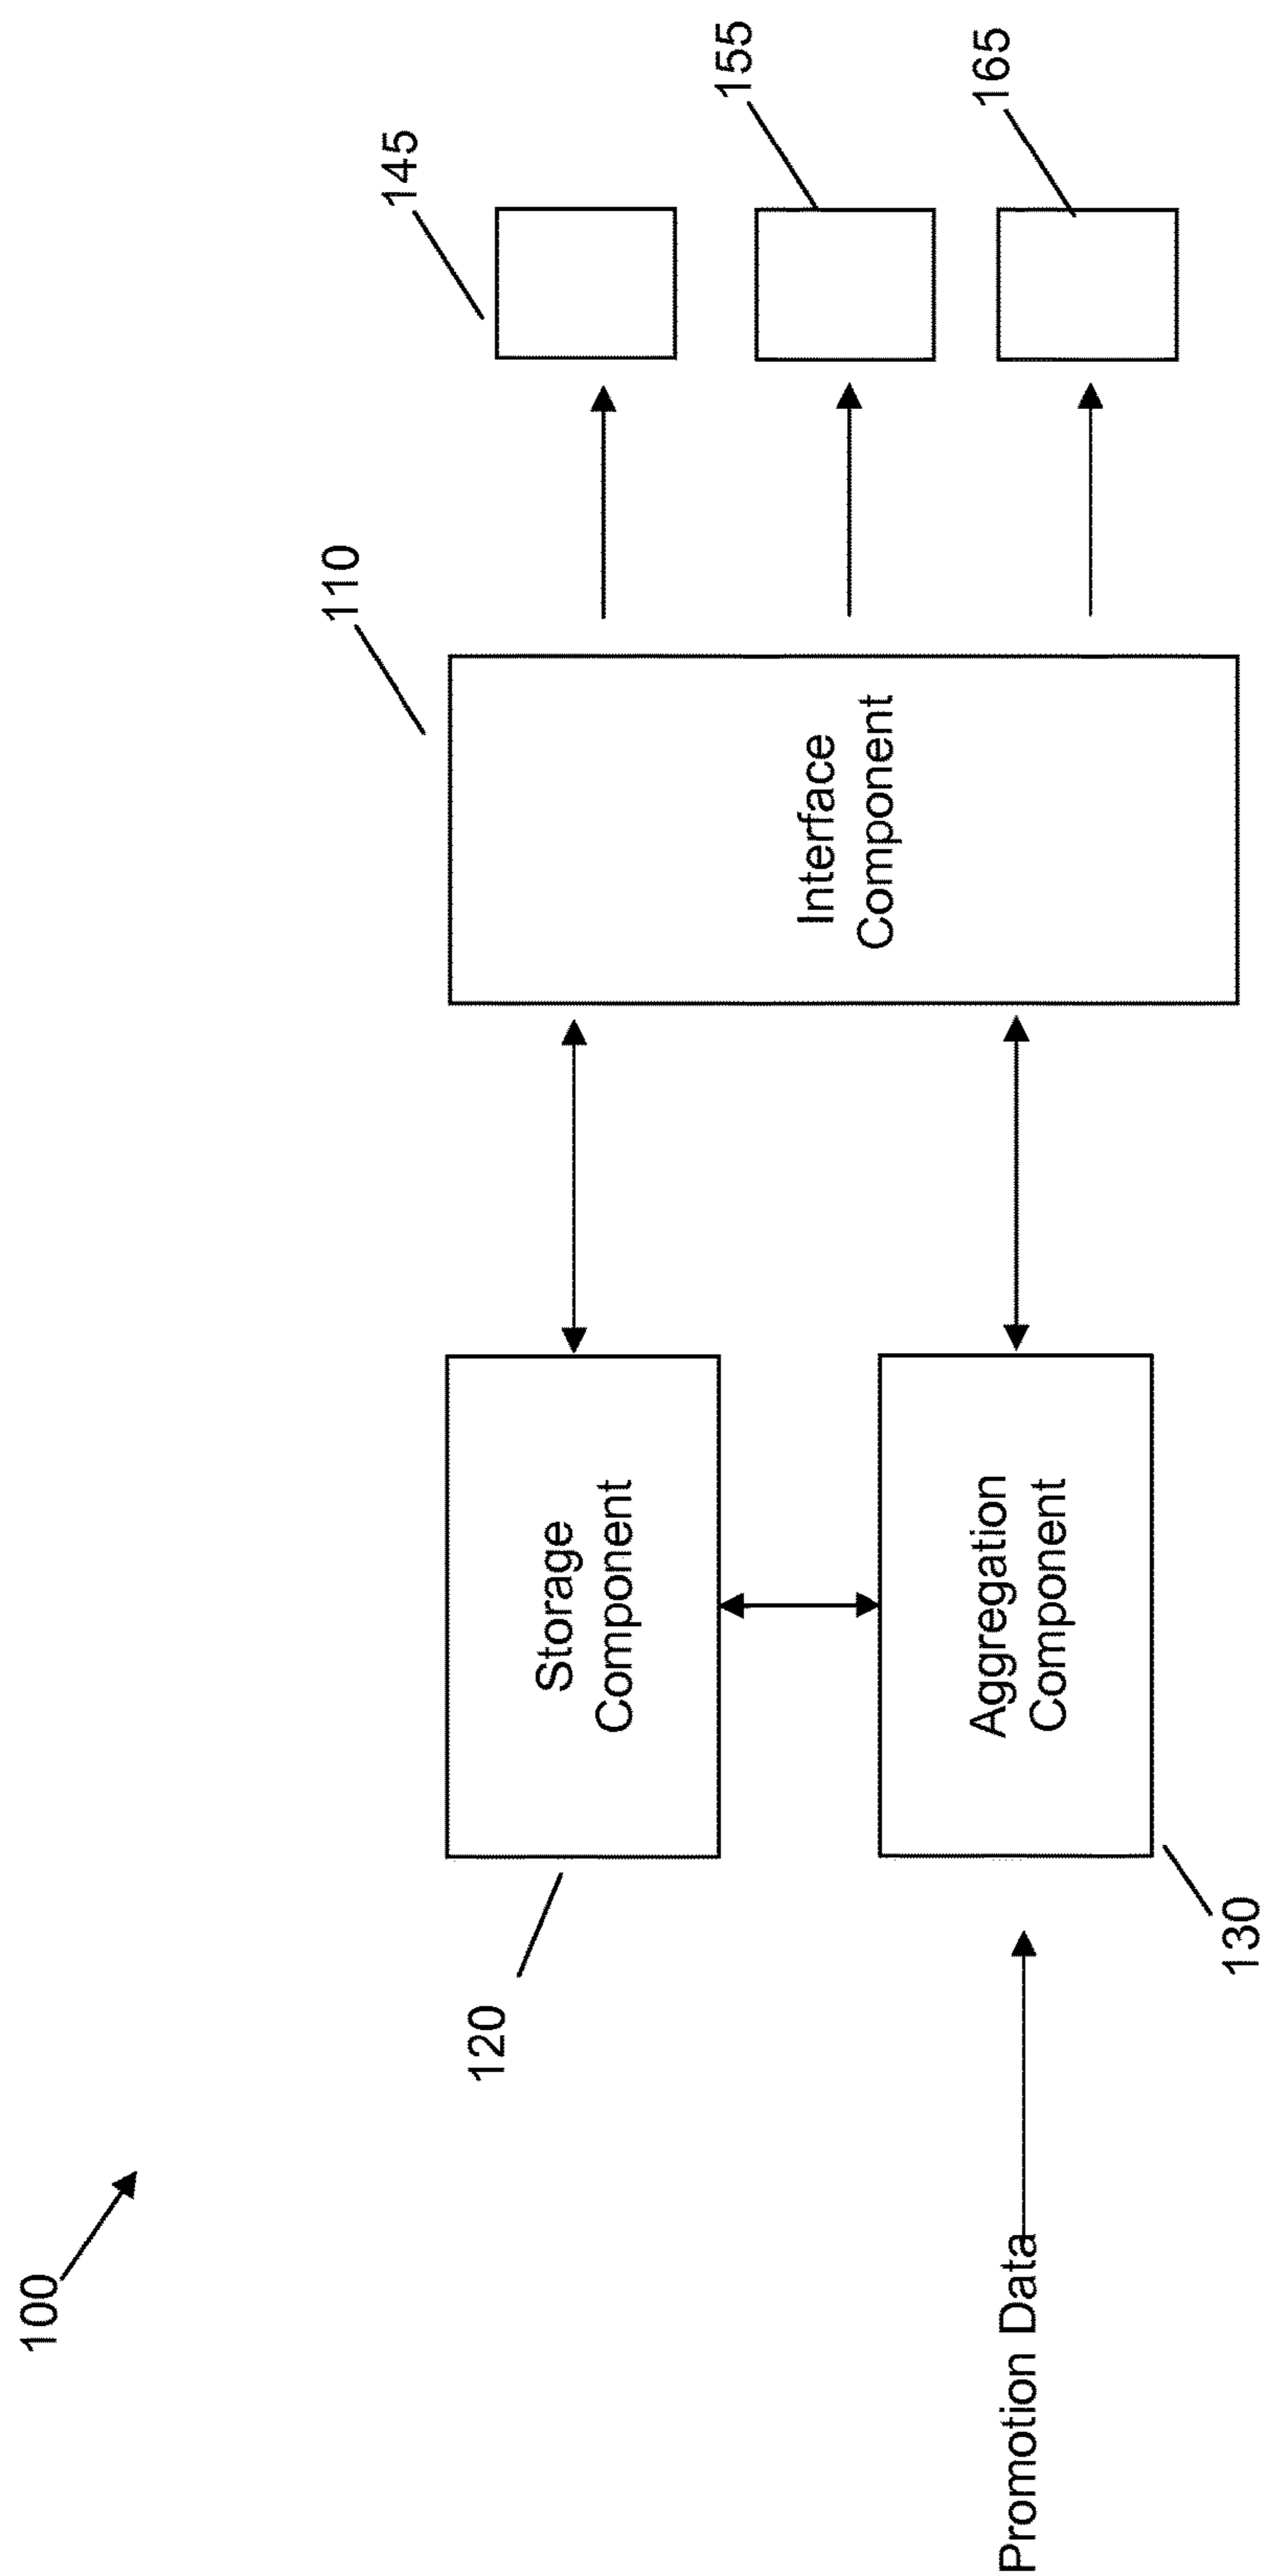 100
110
145
155
165
120
Storage
Component
Interface
Component
Aggregation
Component
130
Promotion Data